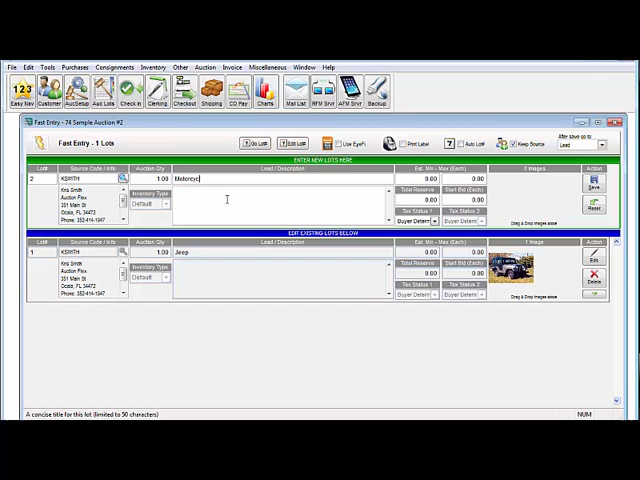 File Edit Tools Purchases Consignments Inventory Other Auction Invoice Miscellaneous Window Help
123
Easy Nav Customer AucSetup Auc Lots Check In Clerking Checkout Shipping CO Pay Charts Mail List RFM Srvr AFM Srvr Backup
Fast Entry - 74 Sample Auction #2
Fast Entry - 1 Lots
? Go Lot# ? Edit Lot# Use EyeFi Print Label ? Auto Lot# Keep Source
After save go to:
Lead
ENTER NEW LOTS HERE
Lot# Source Code / Info Auction Qty Lead / Description Est. Min - Max (Each) 0 Images Action
2 KSMITH 1.00 Motorcyc 0.00 0.00 Save
Kris Smith
Auction Flex
351 Main St
Ocala, FL 34472
Phone: 352-414-1947
Inventory Type
Default
Total Reserve Start Bid (Each)
0.00 0.00
Reset
Tax Status 1 Tax Status 2
Buyer Determ Buyer Determ
Drag & Drop images above
EDIT EXISTING LOTS BELOW
Lot# Source Code / Info Auction Qty Lead / Description Est. Min - Max (Each) 1 Image Action
1 KSMITH 1.00 Jeep 0.00 0.00 Edit
Kris Smith
Auction Flex
351 Main St
Ocala, FL 34472
Phone: 352-414-1947
Inventory Type
Default
Total Reserve Start Bid (Each)
0.00 0.00
Delete
Tax Status 1 Tax Status 2
Buyer Determ Buyer Determ
Drag & Drop images above
A concise title for this lot (limited to 50 characters) NUM